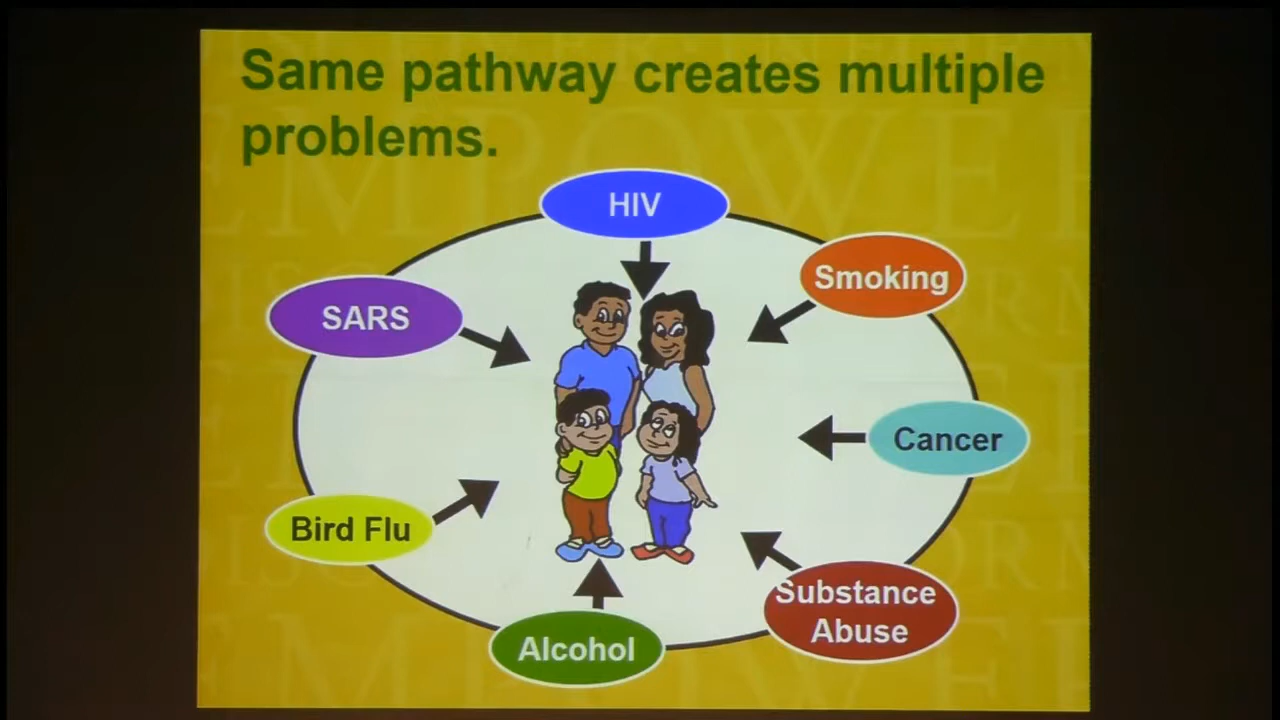 Same pathway creates multiple
problems.
HIV
Smoking
SARS
Cancer
Bird Flu
Substance
Abuse
Alcohol